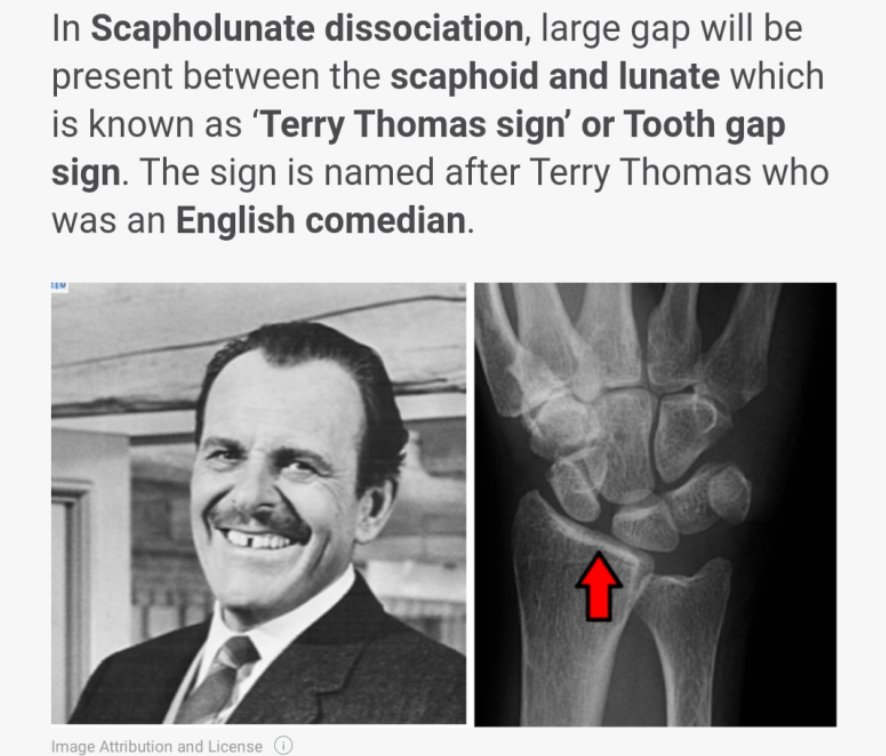 In Scapholunate dissociation, large gap will be
present between the scaphoid and lunate which
is known as ‘Terry Thomas sign’ or Tooth gap
sign. The sign is named after Terry Thomas who
was an English comedian.
Image Attribution and License